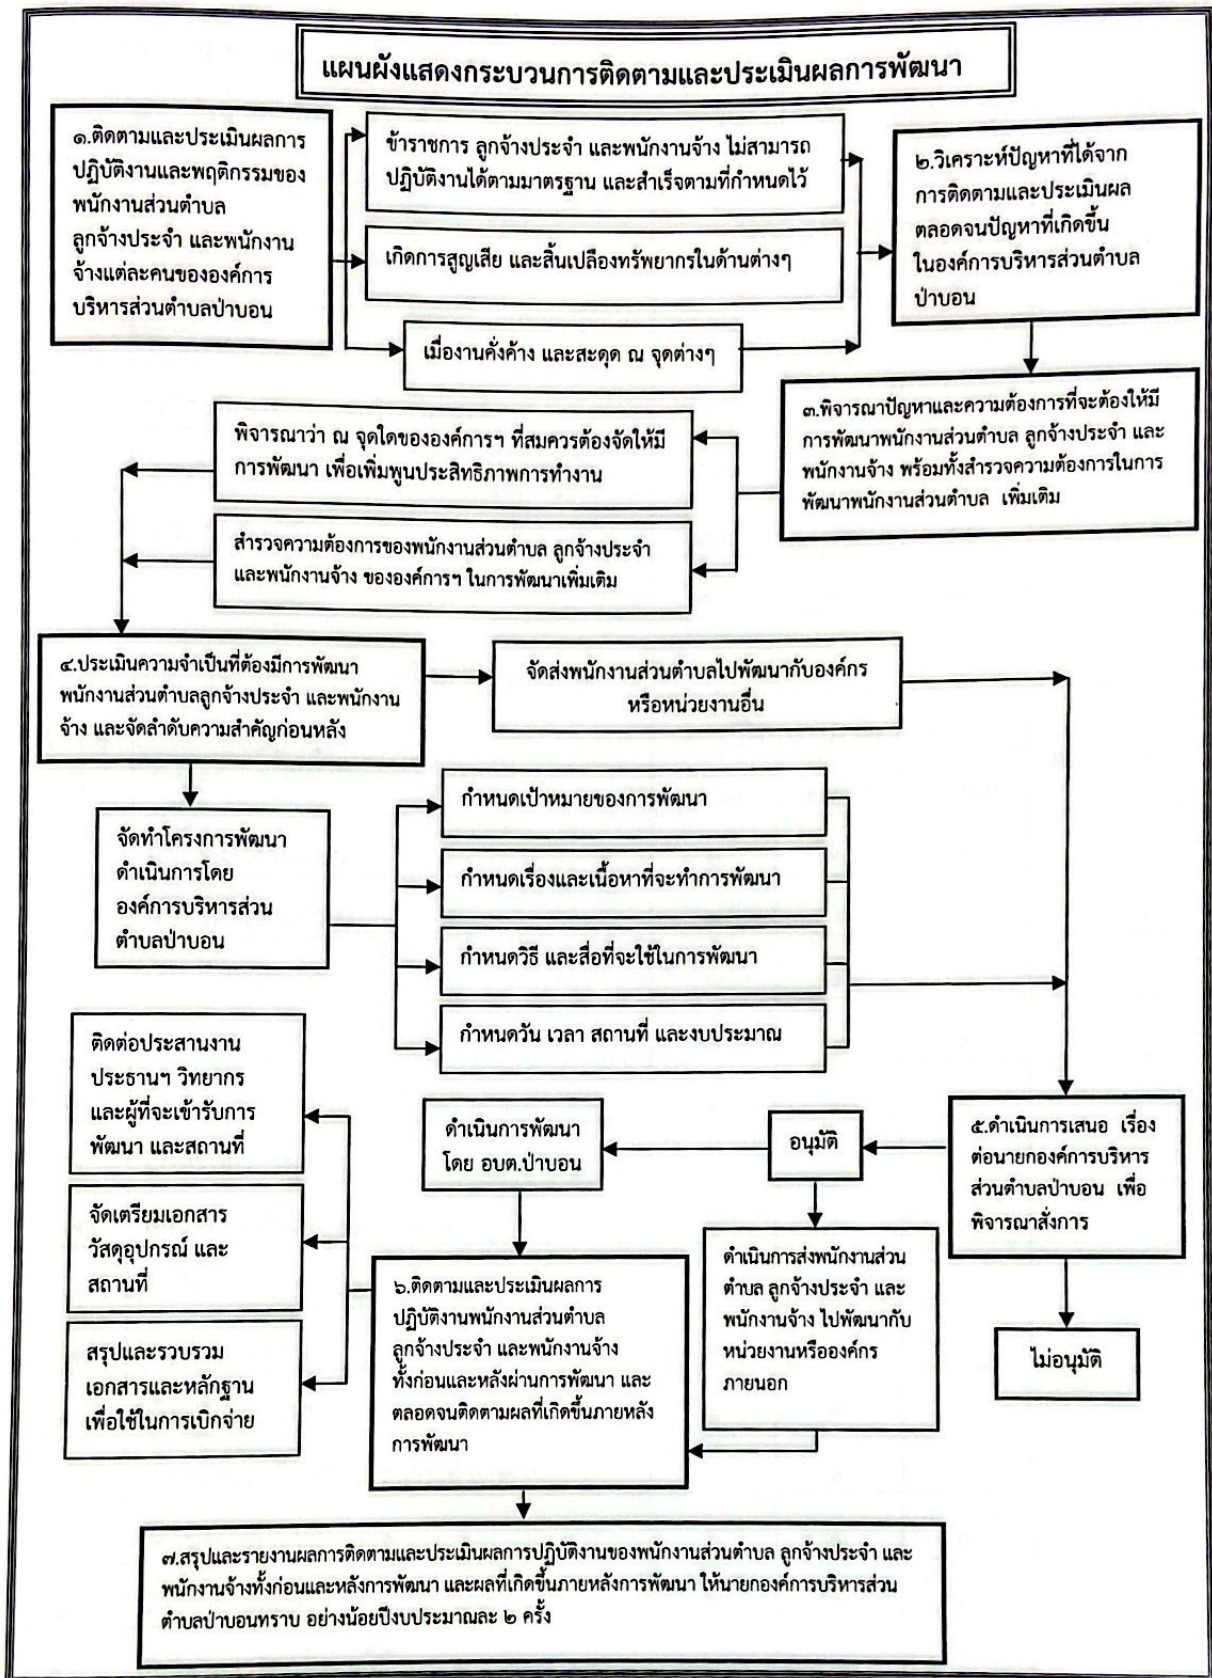 แผนผังแสดงกระบวนการติดตามและประเมินผลการพัฒนา
๑.ติดตามและประเมินผลการ
ปฏิบัติงานและพฤติกรรมของ
พนักงานส่วนตำบล
ลูกจ้างประจำ และพนักงาน
จ้างแต่ละคนขององค์การ
บริหารส่วนตำบลป่าบอน
ข้าราชการ ลูกจ้างประจำ และพนักงานจ้าง ไม่สามารถ
ปฏิบัติงานได้ตามมาตรฐาน และสำเร็จตามที่กำหนดไว้
เกิดการสูญเสีย และสิ้นเปลืองทรัพยากรในด้านต่างๆ
เมื่องานคั่งค้าง และสะดุด ณ จุดต่างๆ
๒.วิเคราะห์ปัญหาที่ได้จาก
การติดตามและประเมินผล
ตลอดจนปัญหาที่เกิดขึ้น
ในองค์การบริหารส่วนตำบล
ป่าบอน
๓.พิจารณาปัญหาและความต้องการที่จะต้องให้มี
การพัฒนาพนักงานส่วนตำบล ลูกจ้างประจำ และ
พนักงานจ้าง พร้อมทั้งสำรวจความต้องการในการ
พัฒนาพนักงานส่วนตำบล เพิ่มเติม
พิจารณาว่า ณ จุดใดขององค์การฯ ที่สมควรต้องจัดให้มี
การพัฒนา เพื่อเพิ่มพูนประสิทธิภาพการทำงาน
สำรวจความต้องการของพนักงานส่วนตำบล ลูกจ้างประจำ
และพนักงานจ้าง ขององค์การฯ ในการพัฒนาเพิ่มเติม
๔.ประเมินความจำเป็นที่ต้องมีการพัฒนา
พนักงานส่วนตำบลลูกจ้างประจำ และพนักงาน
จ้าง และจัดลำดับความสำคัญก่อนหลัง
จัดส่งพนักงานส่วนตำบลไปพัฒนากับองค์กร
หรือหน่วยงานอื่น
จัดทำโครงการพัฒนา
ดำเนินการโดย
องค์การบริหารส่วน
ตำบลป่าบอน
กำหนดเป้าหมายของการพัฒนา
กำหนดเรื่องและเนื้อหาที่จะทำการพัฒนา
กำหนดวิธี และสื่อที่จะใช้ในการพัฒนา
กำหนดวัน เวลา สถานที่ และงบประมาณ
๕.ดำเนินการเสนอ เรื่อง
ต่อนายกองค์การบริหาร
ส่วนตำบลป่าบอน เพื่อ
พิจารณาสั่งการ
อนุมัติ
ไม่อนุมัติ
ดำเนินการพัฒนา
โดย อบต.ป่าบอน
ดำเนินการส่งพนักงานส่วน
ตำบล ลูกจ้างประจำ และ
พนักงานจ้าง ไปพัฒนากับ
หน่วยงานหรือองค์กร
ภายนอก
๖.ติดตามและประเมินผลการ
ปฏิบัติงานพนักงานส่วนตำบล
ลูกจ้างประจำ และพนักงานจ้าง
ทั้งก่อนและหลังผ่านการพัฒนา และ
ตลอดจนติดตามผลที่เกิดขึ้นภายหลัง
การพัฒนา
ติดต่อประสานงาน
ประธานฯ วิทยากร
และผู้ที่จะเข้ารับการ
พัฒนา และสถานที่
จัดเตรียมเอกสาร
วัสดุอุปกรณ์ และ
สถานที่
สรุปและรวบรวม
เอกสารและหลักฐาน
เพื่อใช้ในการเบิกจ่าย
๗.สรุปและรายงานผลการติดตามและประเมินผลการปฏิบัติงานของพนักงานส่วนตำบล ลูกจ้างประจำ และ
พนักงานจ้างทั้งก่อนและหลังการพัฒนา และผลที่เกิดขึ้นภายหลังการพัฒนา ให้นายกองค์การบริหารส่วน
ตำบลป่าบอนทราบ อย่างน้อยปีงบประมาณละ ๒ ครั้ง